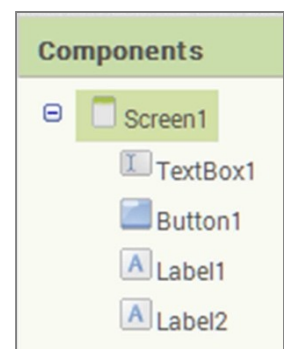 Components
Screen1
TextBox1
Button1
A Label1
A Label2